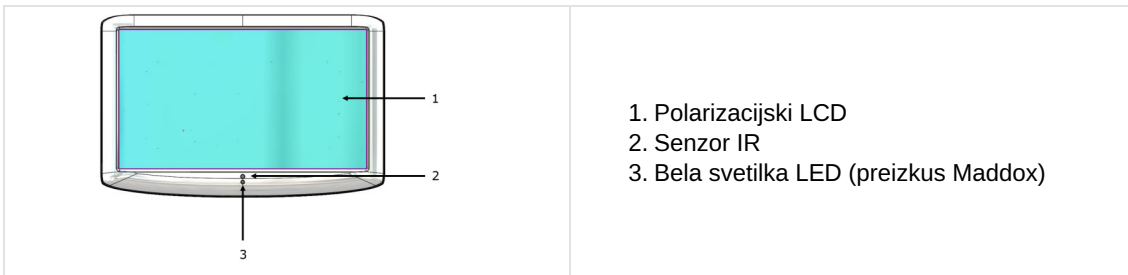 1
2
3
1. Polarizacijski LCD
2. Senzor IR
3. Bela svetilka LED (preizkus Maddox)